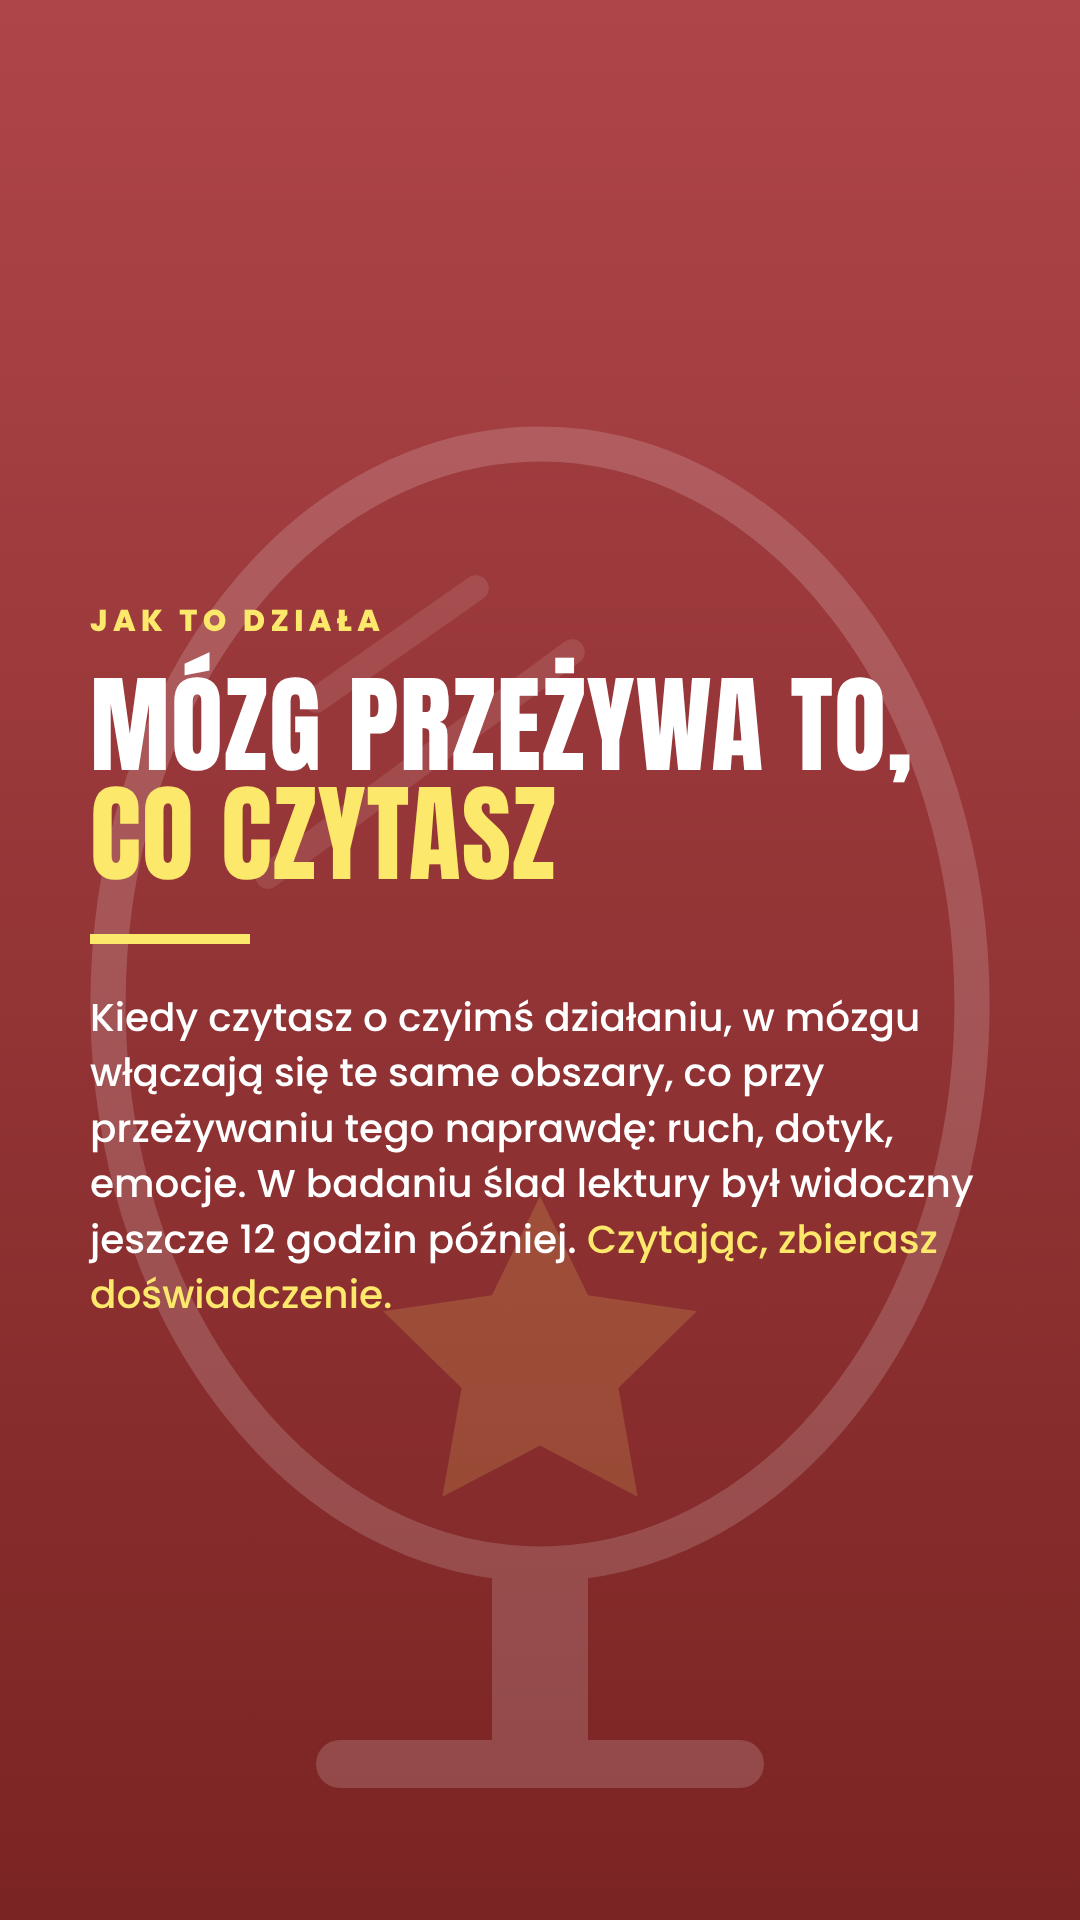 JAK TO DZIAŁA
MÓZG PRZEŻYWA TO,
CO CZYTASZ
Kiedy czytasz o czyimś działaniu, w mózgu
włączają się te same obszary, co przy
przeżywaniu tego naprawdę: ruch, dotyk,
emocje. W badaniu ślad lektury był widoczny
jeszcze 12 godzin później. Czytając, zbierasz
doświadczenie.